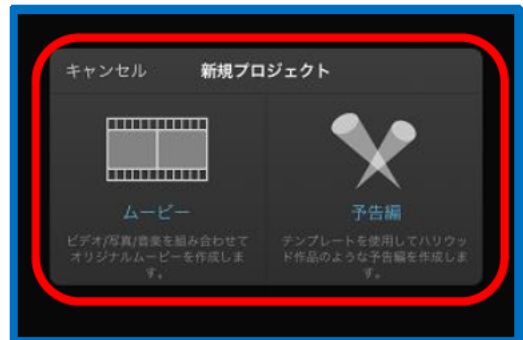 キャンセル 新規プロジェクト
ムービー
ビデオ/写真/音楽を組み合わせて
オリジナルムービーを作成しま
す。
予告編
テンプレートを使用してハリウッ
ド作品のような予告編を作成しま
す。